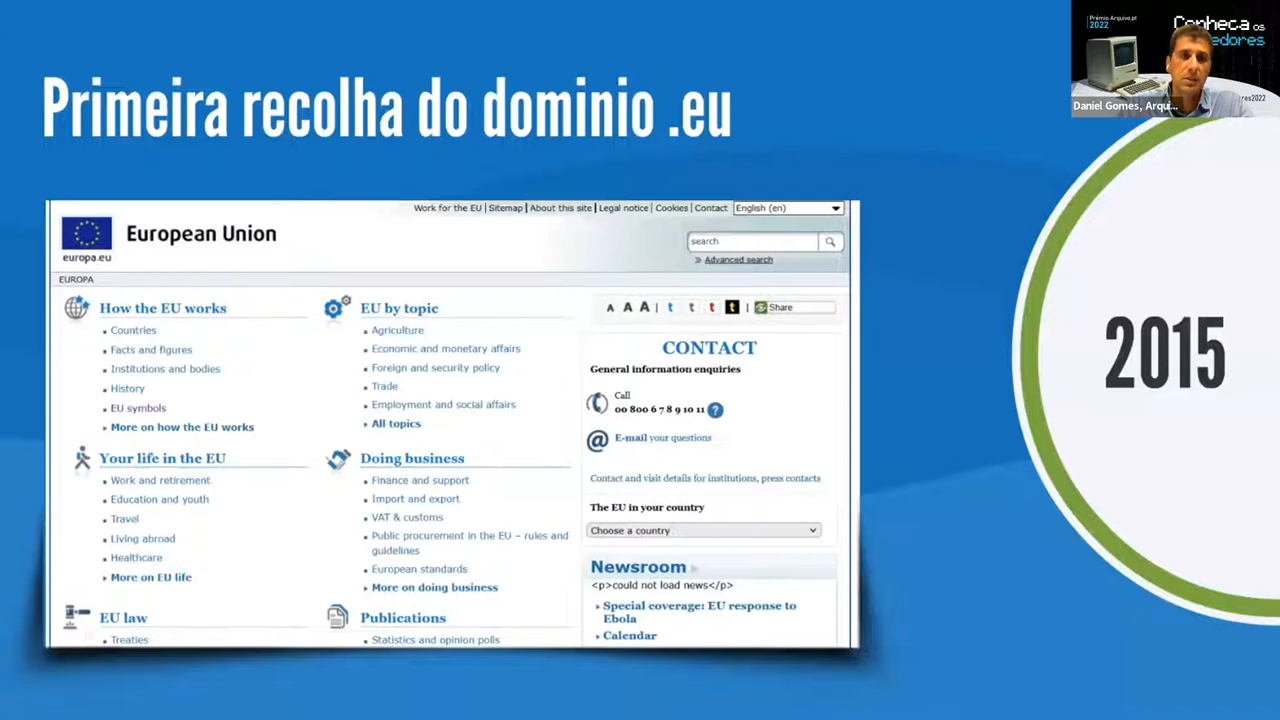 Primeira recolha do dominio .eu
Prémio Arquivo.pt
2022
Conheça os
edores
res2022
Daniel Gomes, Arqu...
2015
Work for the EU | Sitemap | About this site | Legal notice | Cookies | Contact English (en)
europa.eu
European Union
search
Advanced search
EUROPA
How the EU works
Countries
Facts and figures
Institutions and bodies
History
EU symbols
More on how the EU works
EU by topic
Agriculture
Economic and monetary affairs
Foreign and security policy
Trade
Employment and social affairs
All topics
A A A | t t t t | Share
CONTACT
General information enquiries
Call
00 800 6 7 8 9 10 11 ?
@ E-mail your questions
Contact and visit details for institutions, press contacts
The EU in your country
Choose a country
Your life in the EU
Work and retirement
Education and youth
Travel
Living abroad
Healthcare
More on EU life
Doing business
Finance and support
Import and export
VAT & customs
Public procurement in the EU – rules and
guidelines
European standards
More on doing business
Newsroom
<p>could not load news</p>
Special coverage: EU response to
Ebola
Calendar
EU law
Treaties
Publications
Statistics and opinion polls